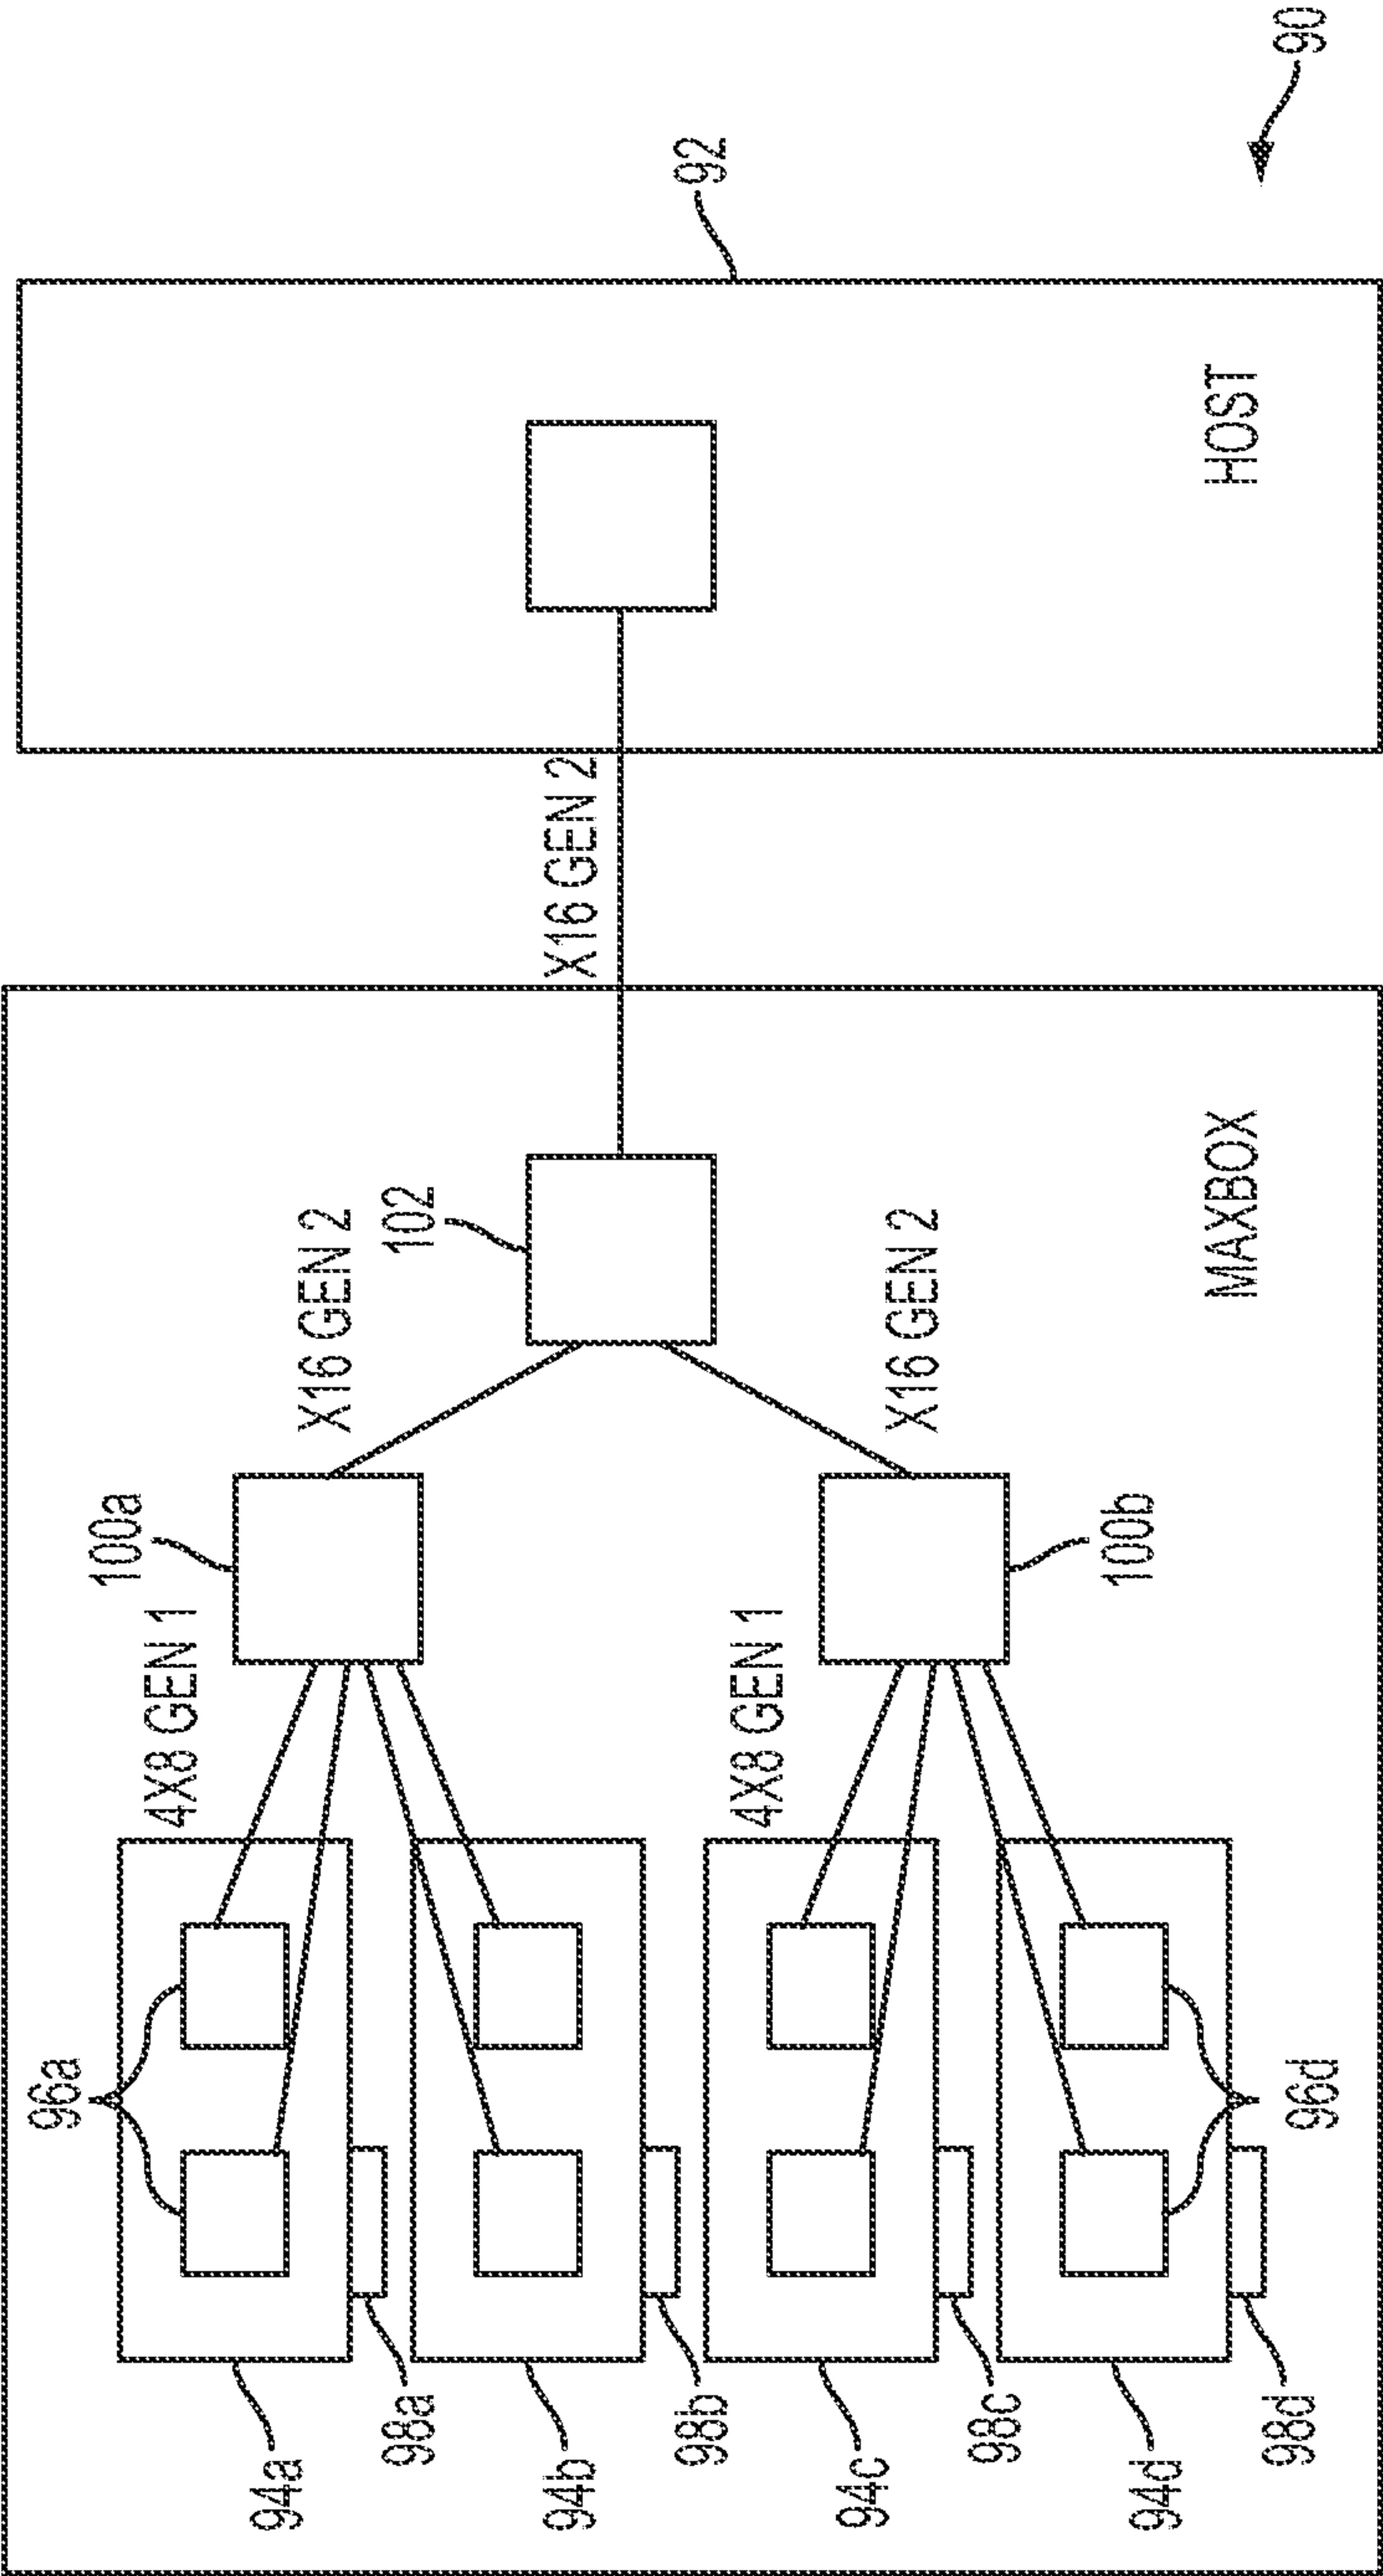 90
92
HOST
X16 GEN 2
MAXBOX
102
X16 GEN 2
X16 GEN 2
100a
100b
4X8 GEN 1
4X8 GEN 1
96a
96d
98a
98b
98c
98d
94a
94b
94c
94d